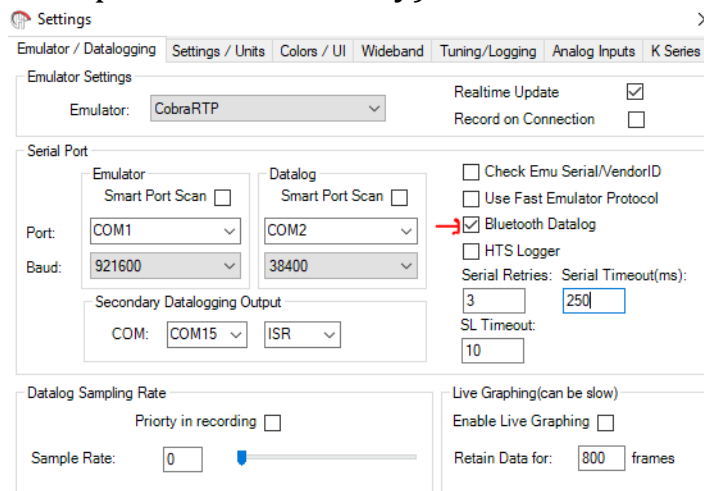 Settings
Emulator / Datalogging Settings / Units Colors / UI Wideband Tuning/Logging Analog Inputs K Series
Emulator Settings
Emulator: CobraRTP
Realtime Update
Record on Connection
Serial Port
Emulator
Smart Port Scan
Datalog
Smart Port Scan
Port: COM1 COM2
Baud: 921600 38400
Secondary Datalogging Output
COM: COM15 ISR
Check Emu Serial/VendorID
Use Fast Emulator Protocol
Bluetooth Datalog
HTS Logger
Serial Retries: Serial Timeout(ms):
3 250
SL Timeout:
10
Datalog Sampling Rate
Priorty in recording
Sample Rate: 0
Live Graphing(can be slow)
Enable Live Graphing
Retain Data for: 800 frames